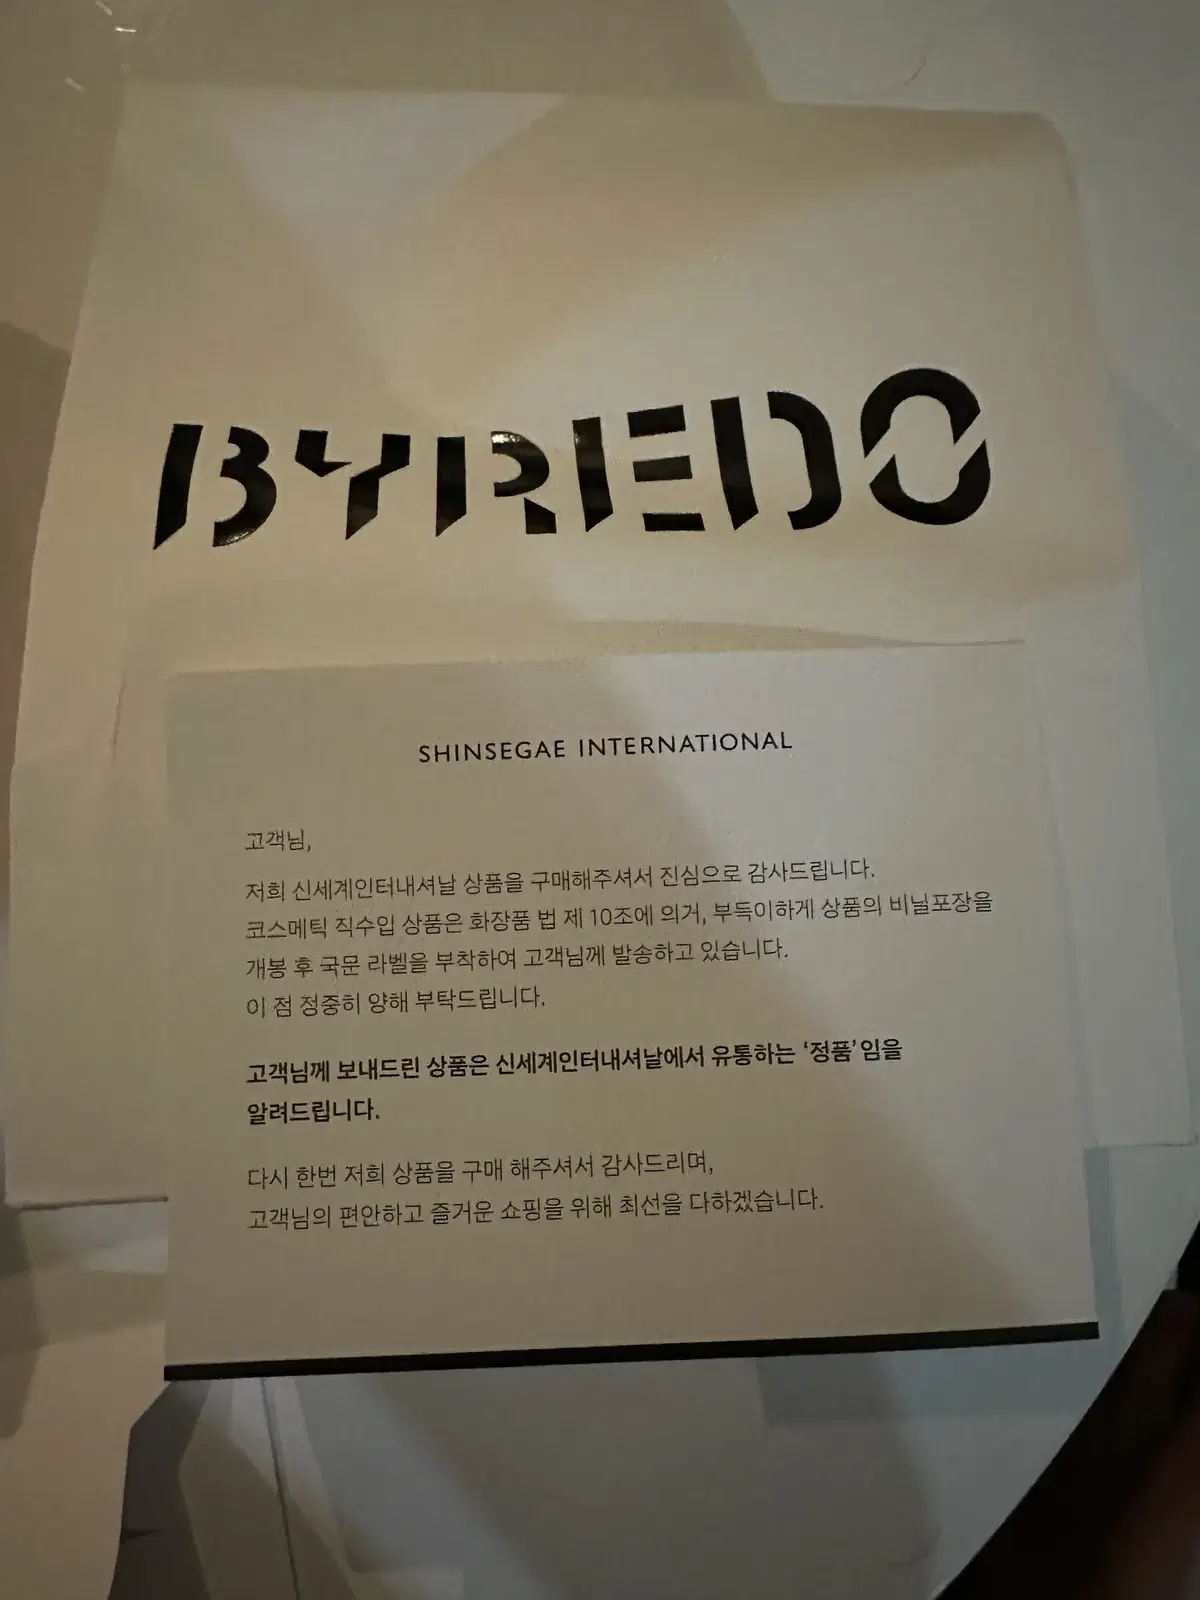 BYREDO
SHINSEGAE INTERNATIONAL
고객님,
저희 신세계인터내셔날 상품을 구매해주셔서 진심으로 감사드립니다.
코스메틱 직수입 상품은 화장품 법 제 10조에 의거, 부득이하게 상품의 비닐포장을
개봉 후 국문 라벨을 부착하여 고객님께 발송하고 있습니다.
이 점 정중히 양해 부탁드립니다.
고객님께 보내드린 상품은 신세계인터내셔날에서 유통하는 ‘정품’임을
알려드립니다.
다시 한번 저희 상품을 구매 해주셔서 감사드리며,
고객님의 편안하고 즐거운 쇼핑을 위해 최선을 다하겠습니다.